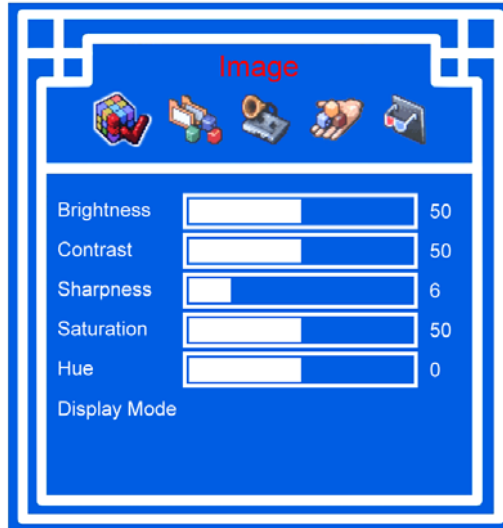 Image
Brightness 50
Contrast 50
Sharpness 6
Saturation 50
Hue 0
Display Mode